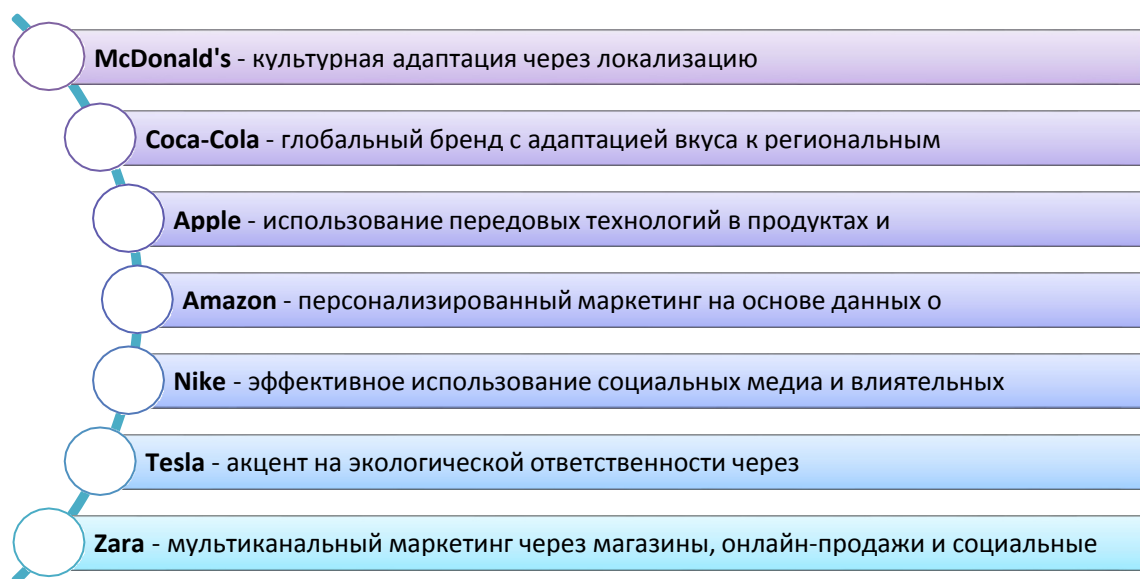 McDonald's - культурная адаптация через локализацию
Coca-Cola - глобальный бренд с адаптацией вкуса к региональным
Apple - использование передовых технологий в продуктах и
Amazon - персонализированный маркетинг на основе данных о
Nike - эффективное использование социальных медиа и влиятельных
Tesla - акцент на экологической ответственности через
Zara - мультиканальный маркетинг через магазины, онлайн-продажи и социальные